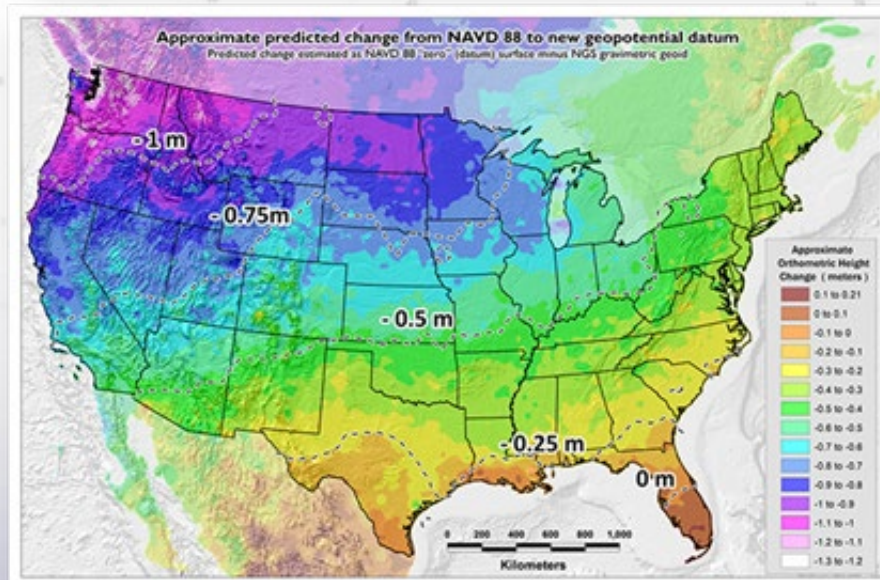 Approximate predicted change from NAVD 88 to new geopotential datum
Predicted change estimated as NAVD 88 "zero" (datum) surface minus NGS gravimetric geoid
- 1 m
- 0.75m
- 0.5 m
- 0.25 m
0 m
Approximate
Orthometric Height
Change ( meters )
0.1 to 0.21
0 to 0.1
-0.1 to 0
-0.2 to -0.1
-0.3 to -0.2
-0.4 to -0.3
-0.5 to -0.4
-0.6 to -0.5
-0.7 to -0.6
-0.8 to -0.7
-0.9 to -0.8
-1 to -0.9
-1.1 to -1
-1.2 to -1.1
-1.3 to -1.2
0 200 400 600 800 1,000
Kilometers